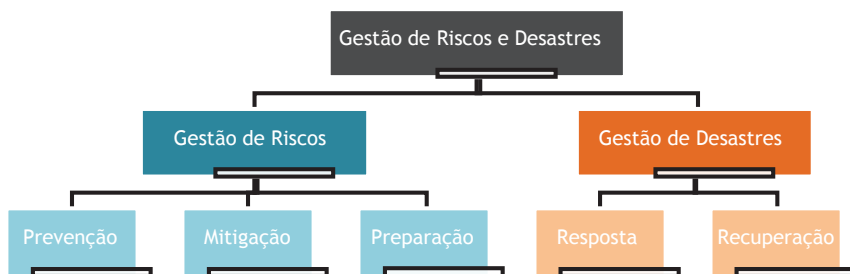 Gestão de Riscos e Desastres
Gestão de Riscos
Gestão de Desastres
Prevenção
Mitigação
Preparação
Resposta
Recuperação